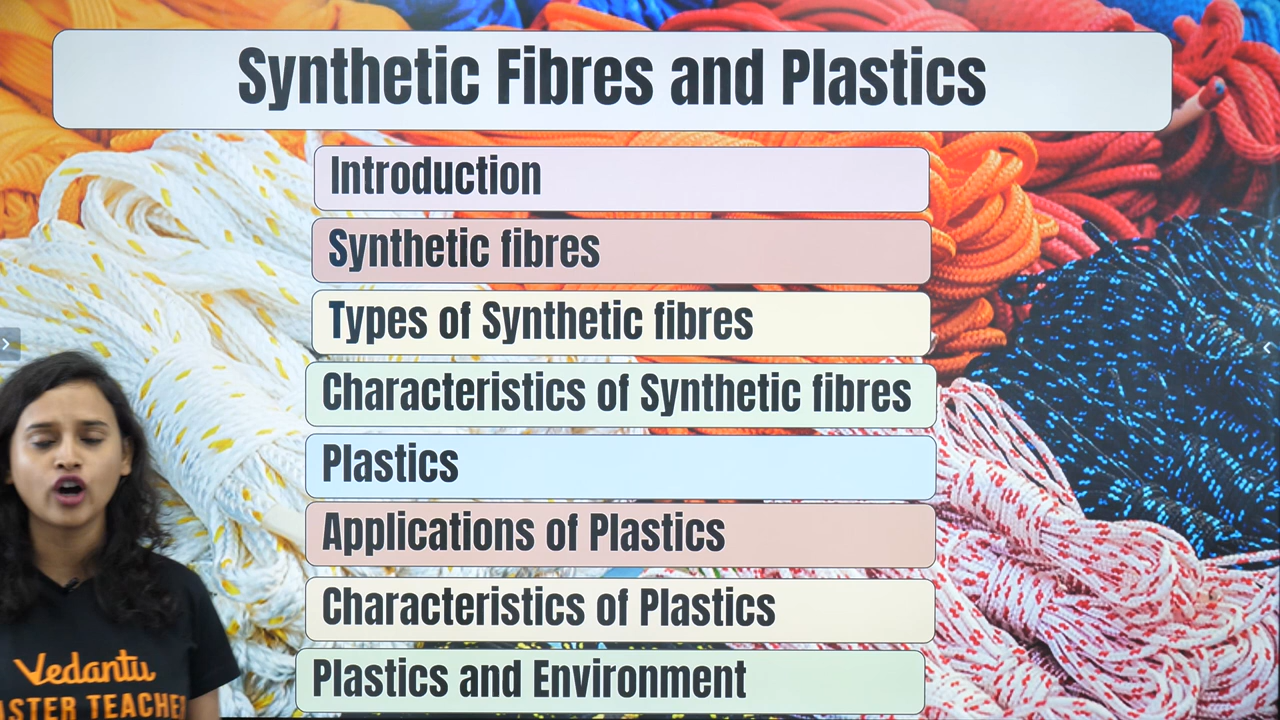 Synthetic Fibres and Plastics
Introduction
Synthetic fibres
Types of Synthetic fibres
Characteristics of Synthetic fibres
Plastics
Applications of Plastics
Characteristics of Plastics
Plastics and Environment
Vedantu
ASTER TEACHE